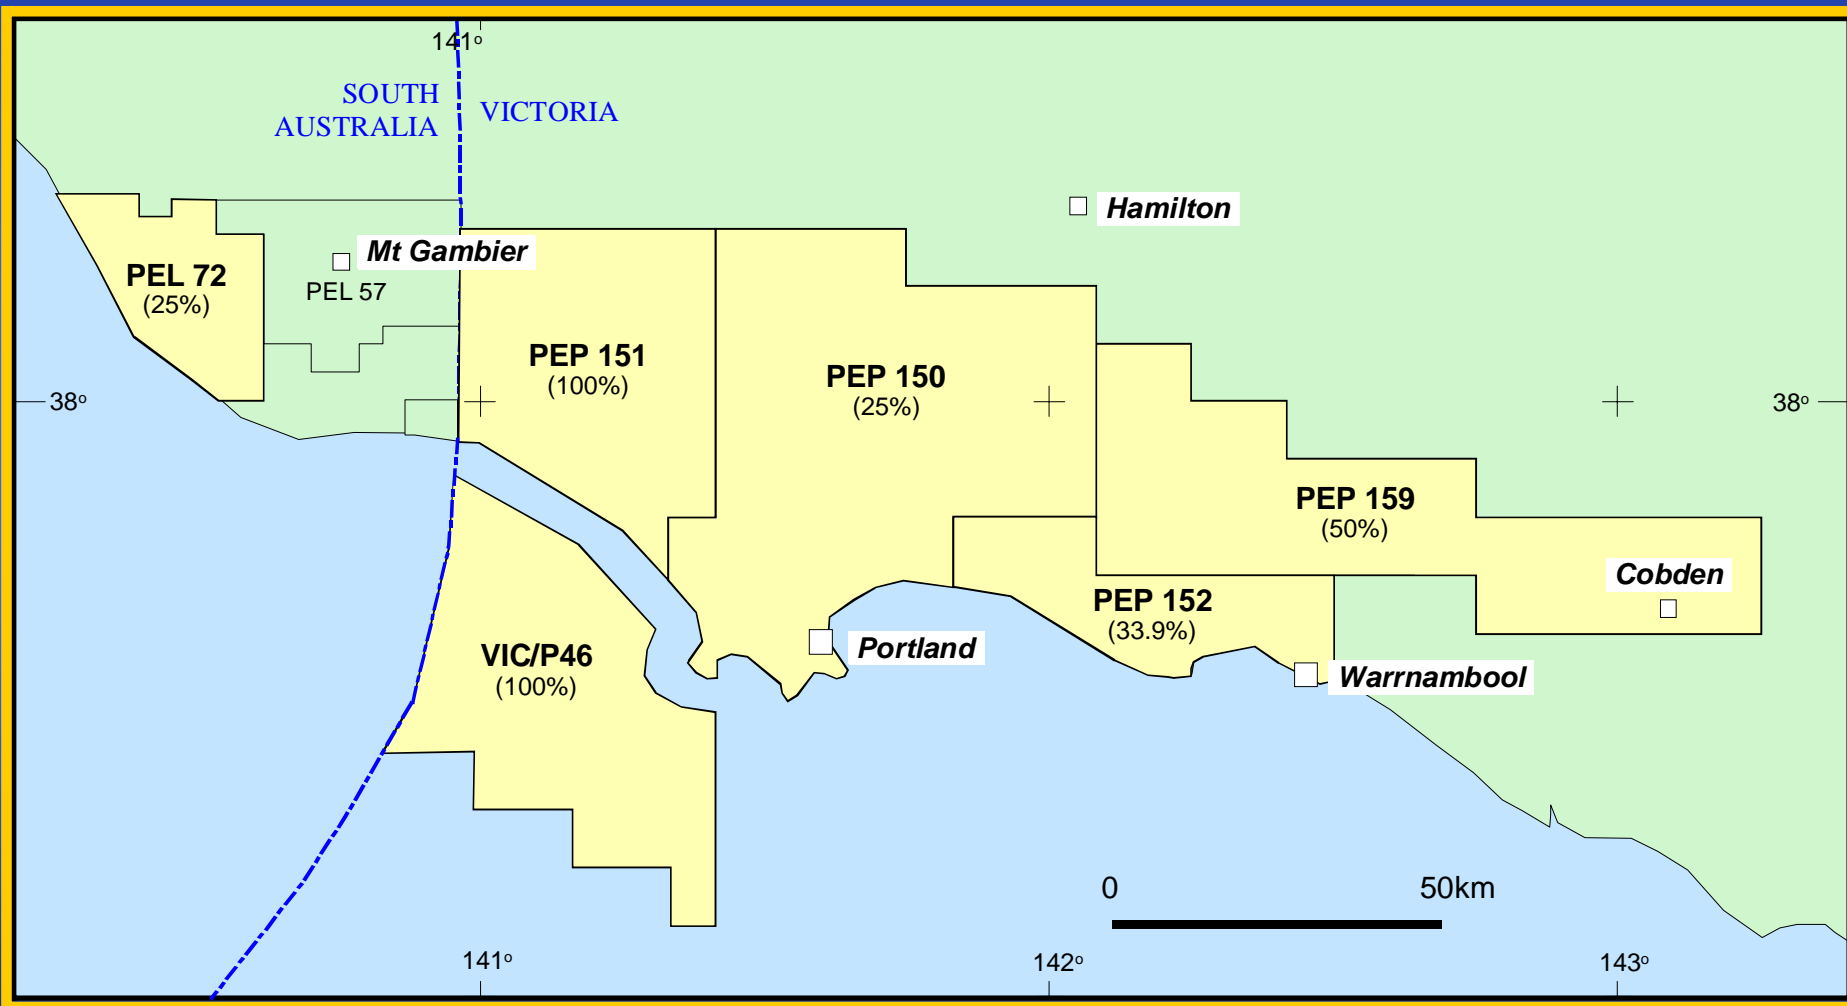 141°
SOUTH
AUSTRALIA
VICTORIA
Hamilton
Mt Gambier
PEL 72
(25%)
PEL 57
PEP 151
(100%)
PEP 150
(25%)
38°
38°
PEP 159
(50%)
Cobden
PEP 152
(33.9%)
Portland
VIC/P46
(100%)
Warrnambool
0
50km
141°
142°
143°